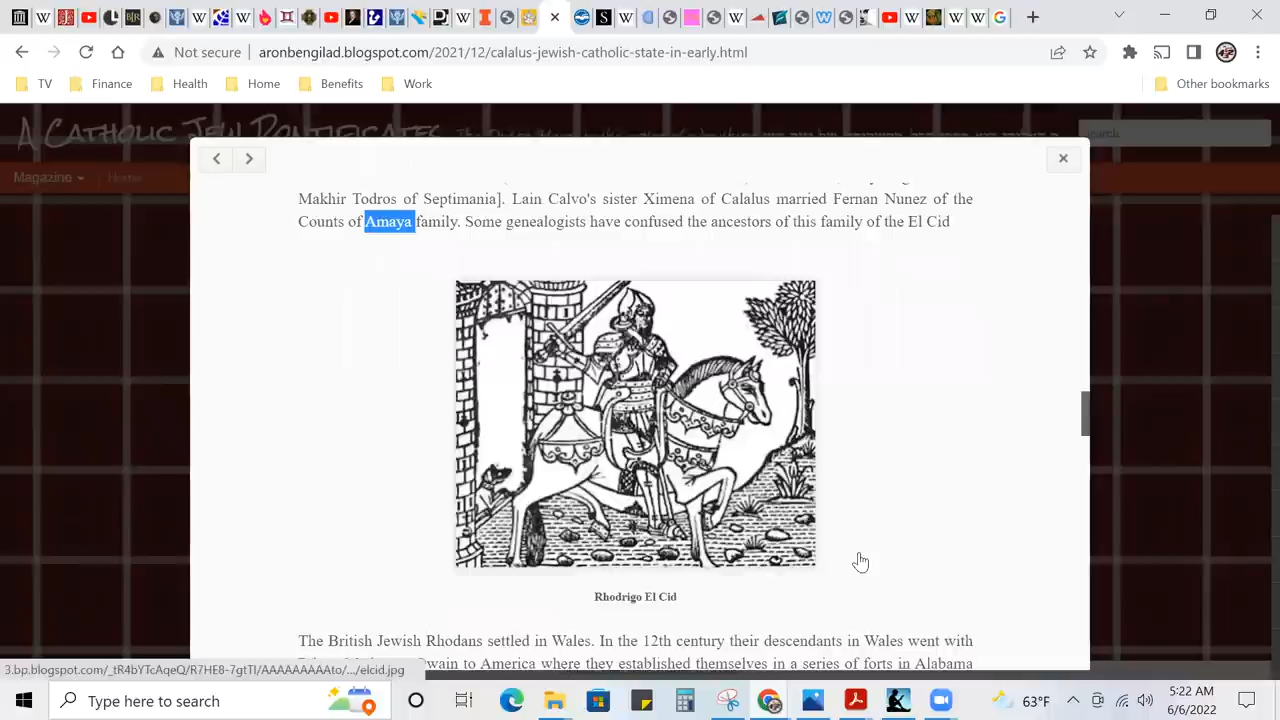 Not secure
aronbengilad.blogspot.com/2021/12/calalus-jewish-catholic-state-in-early.html
TV
Finance
Health
Home
Benefits
Work
Other bookmarks
A Catholic Jew Pontificates
Magazine
Home
Makhir Todros of Septimania]. Lain Calvo's sister Ximena of Calalus married Fernan Nunez of the
Counts of Amaya family. Some genealogists have confused the ancestors of this family of the El Cid
Rhodrigo El Cid
The British Jewish Rhodans settled in Wales. In the 12th century their descendants in Wales went with
to America where they established themselves in a series of forts in Alabama
3.bp.blogspot.com/_tR4bYTcAqeQ/R7HE8-7gtTI/AAAAAAAAAto/.../elcid.jpg
Type here to search
63°F
5:22 AM
6/6/2022